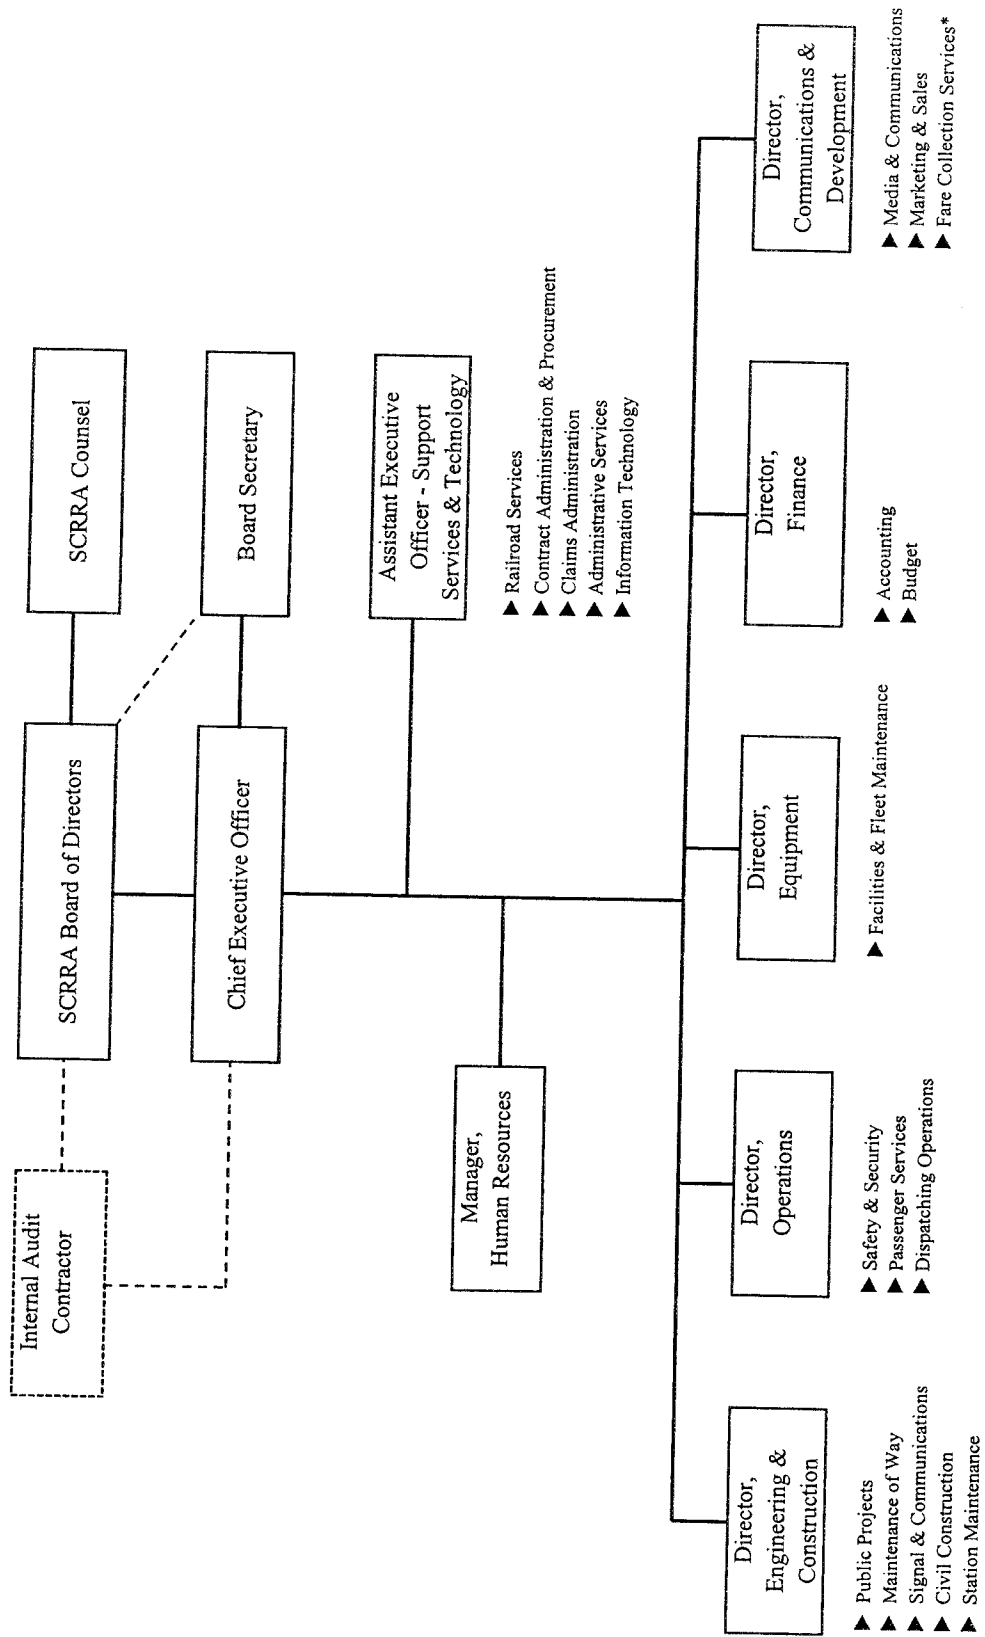 Internal Audit
Contractor
SCRRA Board of Directors
SCRRA Counsel
Chief Executive Officer
Board Secretary
Assistant Executive
Officer - Support
Services & Technology
▶ Railroad Services
▶ Contract Administration & Procurement
▶ Claims Administration
▶ Administrative Services
▶ Information Technology
Manager,
Human Resources
Director,
Engineering &
Construction
▶ Public Projects
▶ Maintenance of Way
▶ Signal & Communications
▶ Civil Construction
▶ Station Maintenance
Director,
Operations
▶ Safety & Security
▶ Passenger Services
▶ Dispatching Operations
Director,
Equipment
▶ Facilities & Fleet Maintenance
Director,
Finance
▶ Accounting
▶ Budget
Director,
Communications &
Development
▶ Media & Communications
▶ Marketing & Sales
▶ Fare Collection Services*